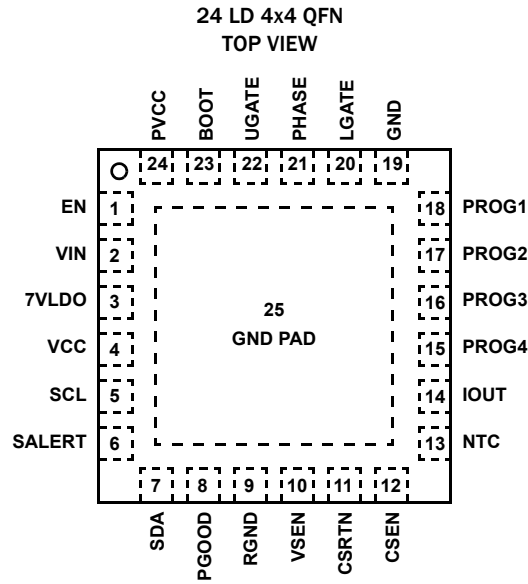 24 LD 4x4 QFN
TOP VIEW
PVCC
BOOT
UGATE
PHASE
LGATE
GND
24
23
22
21
20
19
EN 1
VIN 2
7VLDO 3
VCC 4
SCL 5
SALERT 6
18 PROG1
17 PROG2
16 PROG3
15 PROG4
14 IOUT
13 NTC
25
GND PAD
7
8
9
10
11
12
SDA
PGOOD
RGND
VSEN
CSRTN
CSEN